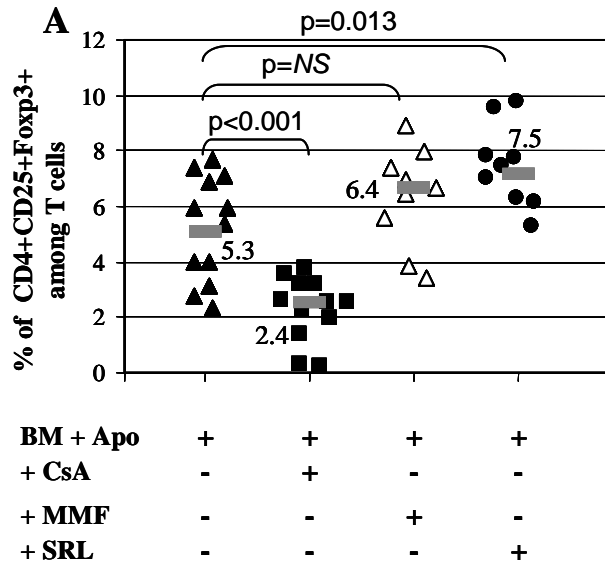 A
p=0.013
12
p=NS
10
p<0.001
8
7.5
6.4
6
5.3
4
2.4
2
0
% of CD4+CD25+Foxp3+
among T cells
BM + Apo + + + +
+ CsA - + - -
+ MMF - - + -
+ SRL - - - +